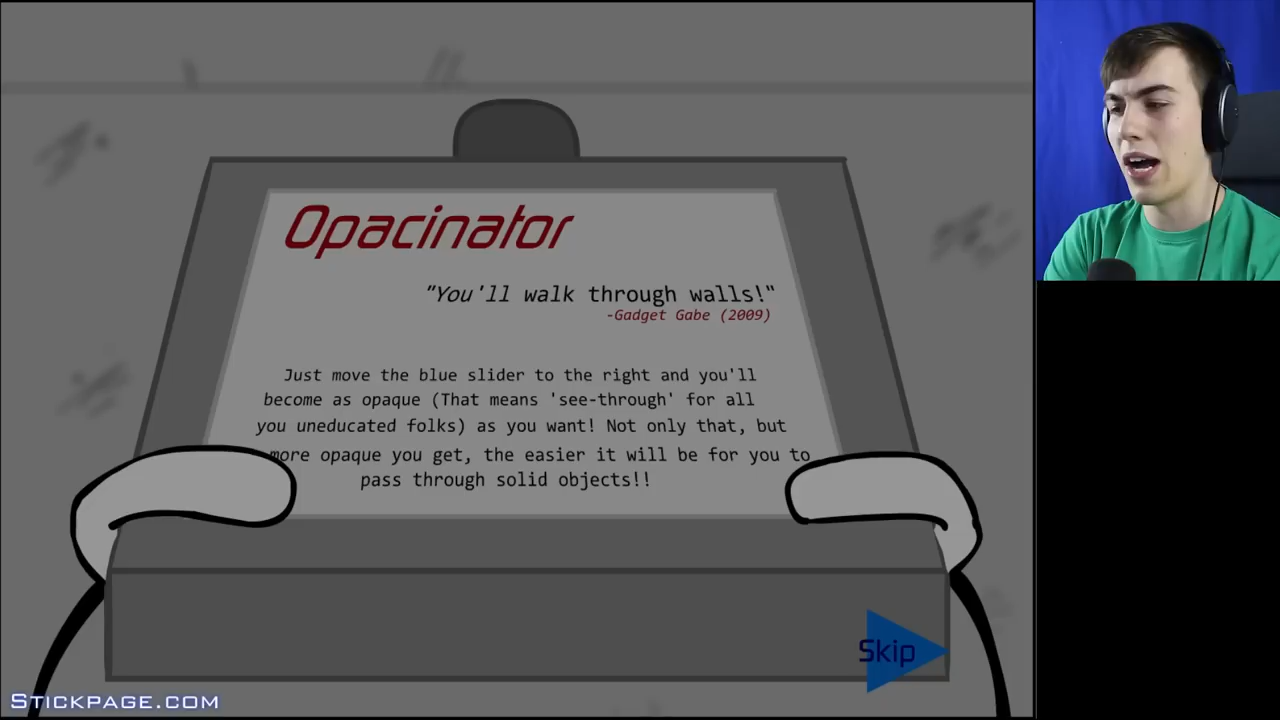 Opacinator
"You'll walk through walls!"
-Gadget Gabe (2009)
Just move the blue slider to the right and you'll
become as opaque (That means 'see-through' for all
you uneducated folks) as you want! Not only that, but
more opaque you get, the easier it will be for you to
pass through solid objects!!
Skip
STICKPAGE.COM